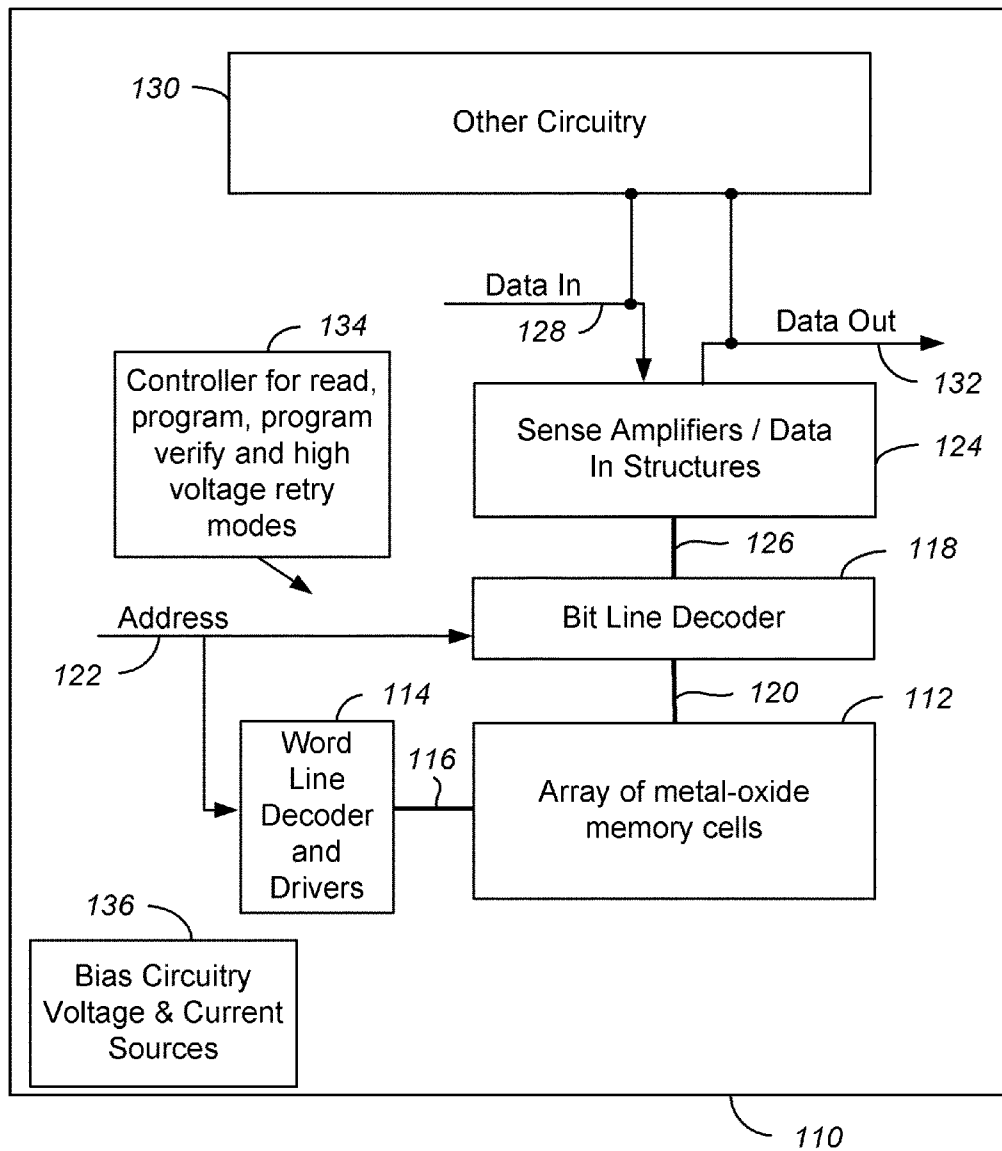 130
Other Circuitry
Data In
128
Data Out
132
134
Controller for read,
program, program
verify and high
voltage retry
modes
Sense Amplifiers / Data
In Structures
124
126
118
Address
122
Bit Line Decoder
120
112
114
Word
Line
Decoder
and
Drivers
116
Array of metal-oxide
memory cells
136
Bias Circuitry
Voltage & Current
Sources
110